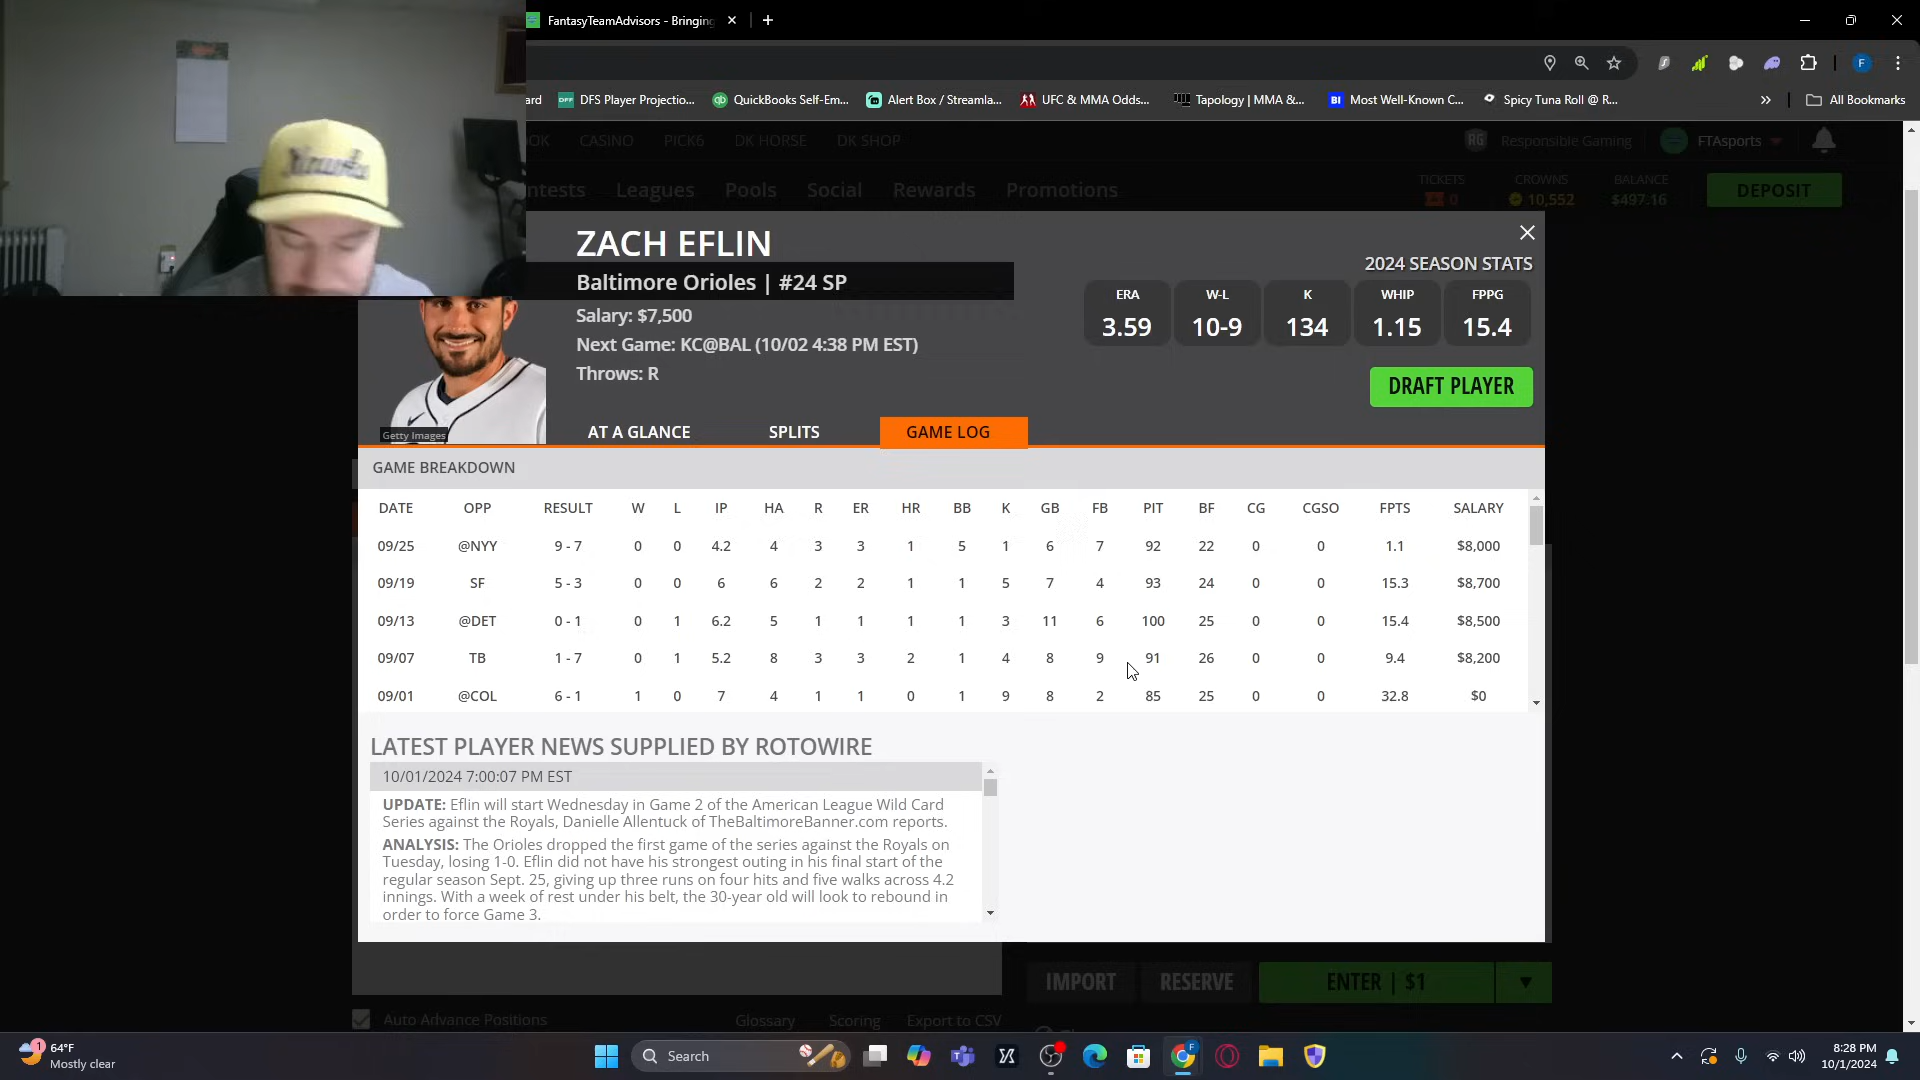 FantasyTeamAdvisors - Bringing
ard DFS Player Projectio... QuickBooks Self-Em... Alert Box / Streamla... UFC & MMA Odds... Tapology | MMA &... BI Most Well-Known C... Spicy Tuna Roll @ R... » All Bookmarks
OOK CASINO PICK6 DK HORSE DK SHOP RG Responsible Gaming FTAsports
ntests Leagues Pools Social Rewards Promotions
TICKETS CROWNS BALANCE
0 10,552 $497.16
DEPOSIT
ZACH EFLIN
Baltimore Orioles | #24 SP
Salary: $7,500
Next Game: KC@BAL (10/02 4:38 PM EST)
Throws: R
2024 SEASON STATS
ERA W-L K WHIP FPPG
3.59 10-9 134 1.15 15.4
DRAFT PLAYER
Getty Images
AT A GLANCE SPLITS GAME LOG
GAME BREAKDOWN
DATE OPP RESULT W L IP HA R ER HR BB K GB FB PIT BF CG CGSO FPTS SALARY
09/25 @NYY 9 - 7 0 0 4.2 4 3 3 1 5 1 6 7 92 22 0 0 1.1 $8,000
09/19 SF 5 - 3 0 0 6 6 2 2 1 1 5 7 4 93 24 0 0 15.3 $8,700
09/13 @DET 0 - 1 0 1 6.2 5 1 1 1 1 3 11 6 100 25 0 0 15.4 $8,500
09/07 TB 1 - 7 0 1 5.2 8 3 3 2 1 4 8 9 91 26 0 0 9.4 $8,200
09/01 @COL 6 - 1 1 0 7 4 1 1 0 1 9 8 2 85 25 0 0 32.8 $0
LATEST PLAYER NEWS SUPPLIED BY ROTOWIRE
10/01/2024 7:00:07 PM EST
UPDATE: Eflin will start Wednesday in Game 2 of the American League Wild Card
Series against the Royals, Danielle Allentuck of TheBaltimoreBanner.com reports.
ANALYSIS: The Orioles dropped the first game of the series against the Royals on
Tuesday, losing 1-0. Eflin did not have his strongest outing in his final start of the
regular season Sept. 25, giving up three runs on four hits and five walks across 4.2
innings. With a week of rest under his belt, the 30-year old will look to rebound in
order to force Game 3.
IMPORT RESERVE ENTER | $1
Auto Advance Positions Glossary Scoring Export to CSV
1 64°F
Mostly clear
Search
8:28 PM
10/1/2024